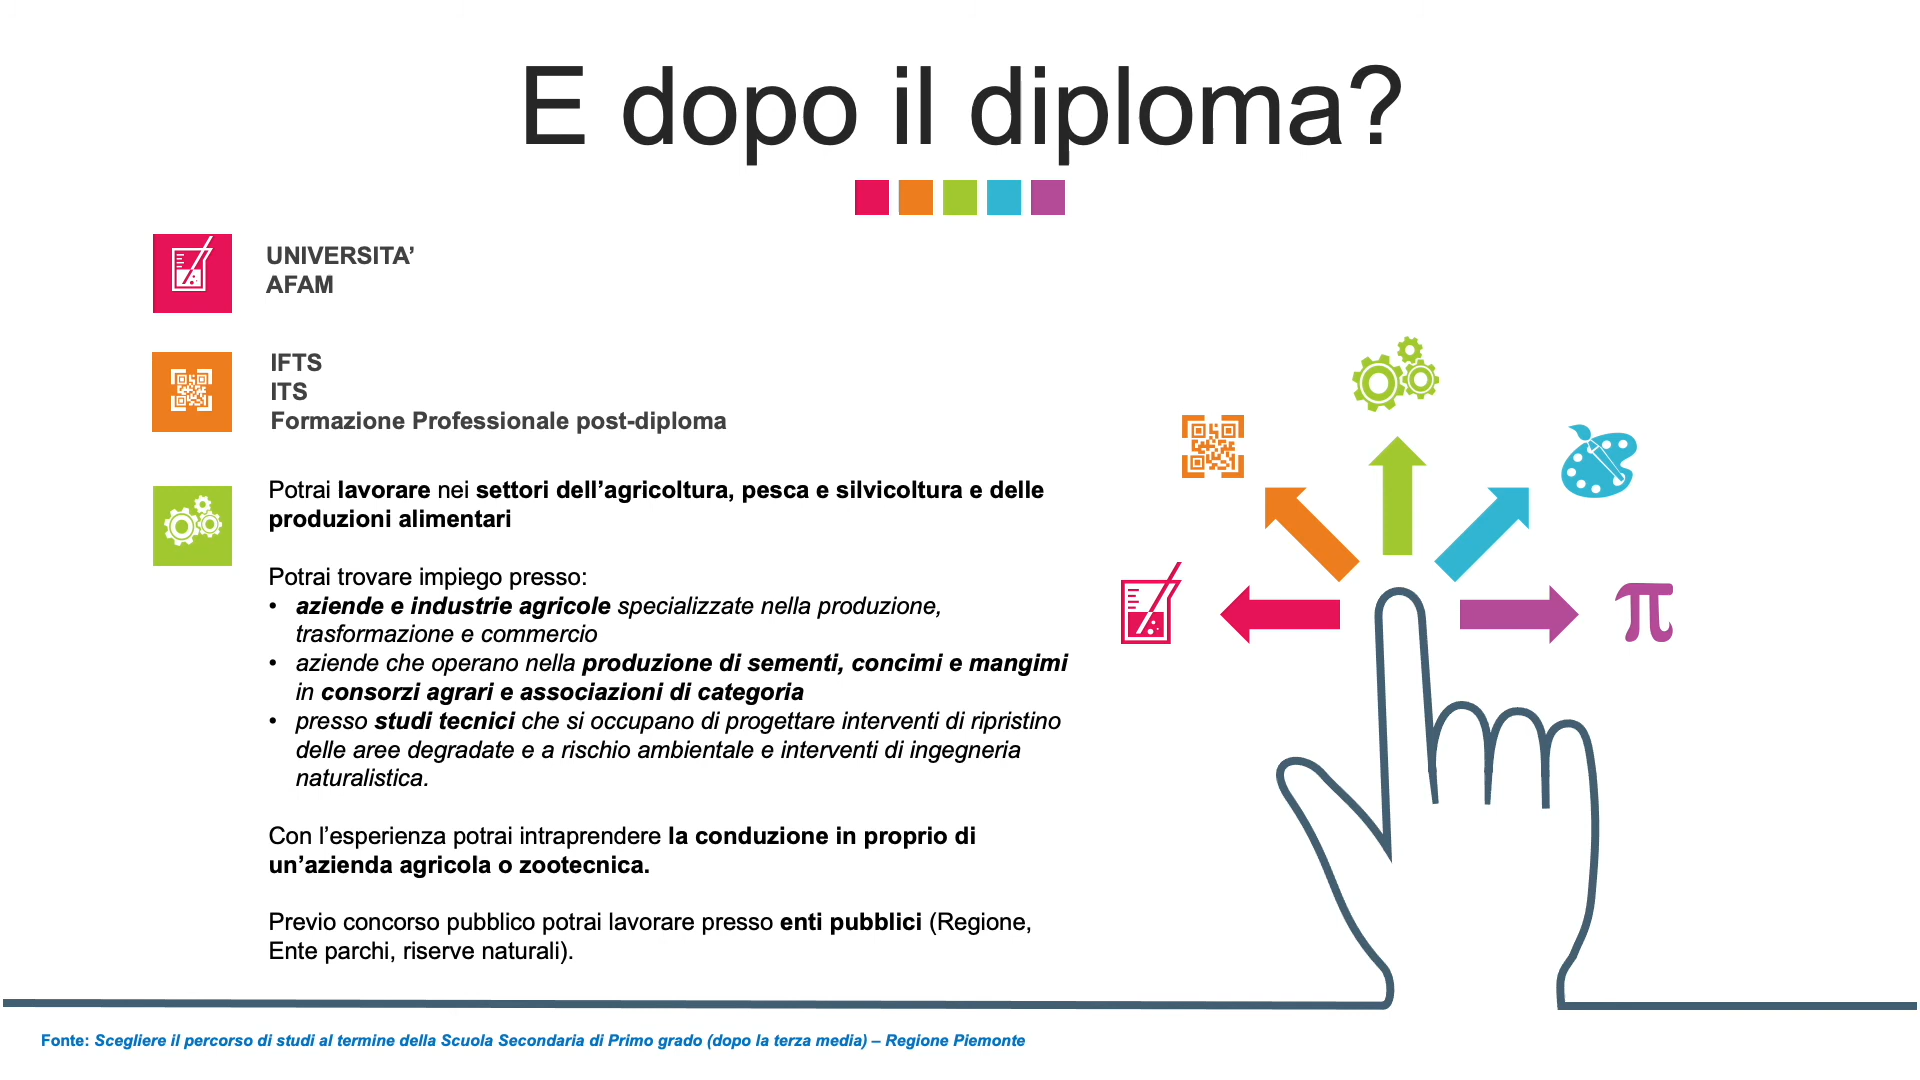 E dopo il diploma?
UNIVERSITA’
AFAM
IFTS
ITS
Formazione Professionale post-diploma
Potrai lavorare nei settori dell’agricoltura, pesca e silvicoltura e delle
produzioni alimentari
Potrai trovare impiego presso:
• aziende e industrie agricole specializzate nella produzione,
trasformazione e commercio
• aziende che operano nella produzione di sementi, concimi e mangimi
in consorzi agrari e associazioni di categoria
• presso studi tecnici che si occupano di progettare interventi di ripristino
delle aree degradate e a rischio ambientale e interventi di ingegneria
naturalistica.
Con l’esperienza potrai intraprendere la conduzione in proprio di
un’azienda agricola o zootecnica.
Previo concorso pubblico potrai lavorare presso enti pubblici (Regione,
Ente parchi, riserve naturali).
π
Fonte: Scegliere il percorso di studi al termine della Scuola Secondaria di Primo grado (dopo la terza media) – Regione Piemonte